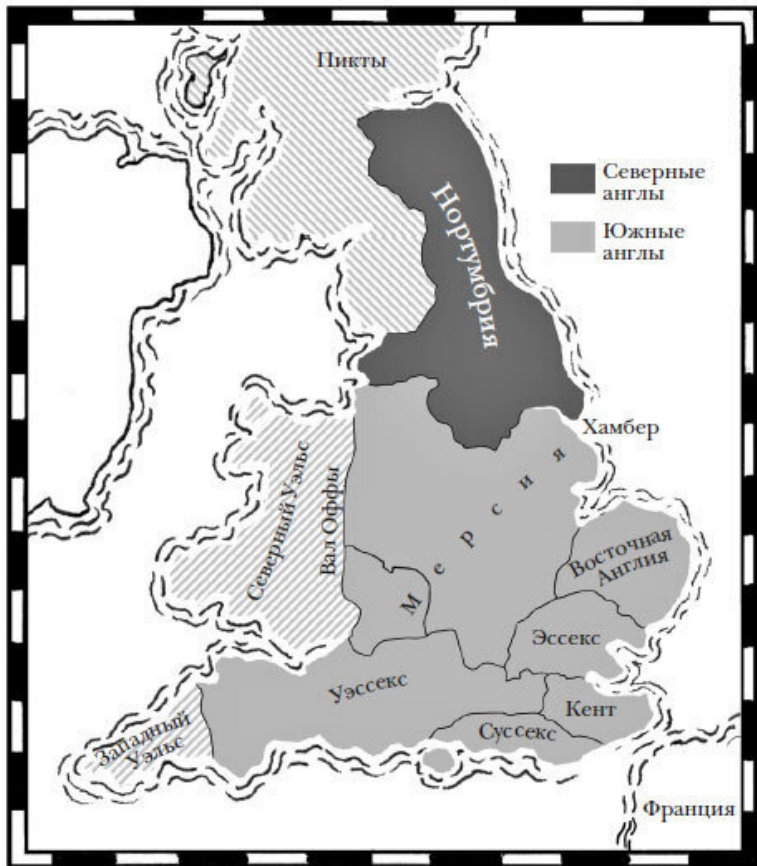 Пикты
Северные
англы
Южные
англы
Нортумбрия
Хамбер
Северный Уэльс
Вал Оффы
Мерсия
Восточная
Англия
Эссекс
Уэссекс
Кент
Суссекс
Западный
Уэльс
Франция